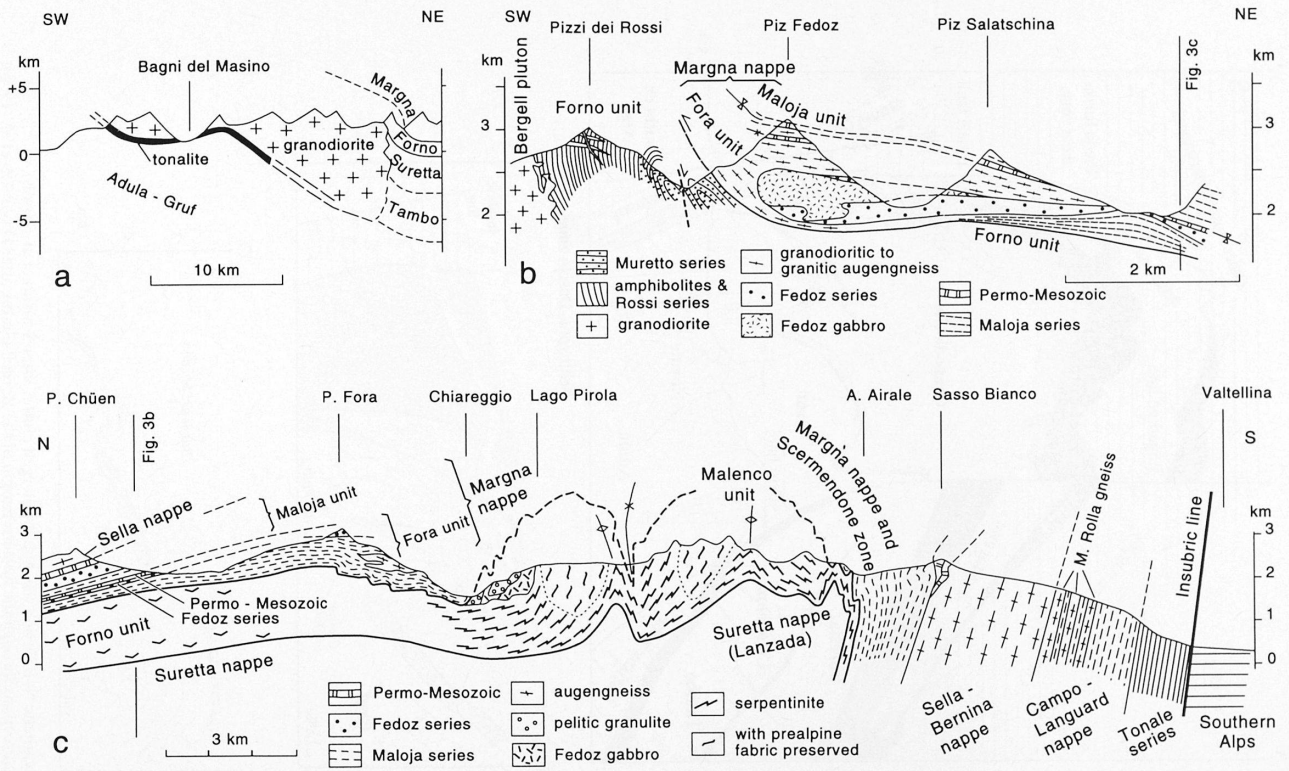 SW
NE
km
+5
0
-5
Bagni del Masino
Margna
granodiorite
Forno
Suretta
Tambo
tonalite
Adula - Gruf
a
10 km
SW
NE
Pizzi dei Rossi
Piz Fedoz
Piz Salatschina
Fig. 3c
km
3
2
km
3
2
Bergell pluton
Margna nappe
Forno unit
Fora unit
Maloja unit
Forno unit
b
2 km
Muretto series
amphibolites &
Rossi series
granodiorite
granodioritic to
granitic augengneiss
Fedoz series
Fedoz gabbro
Permo-Mesozoic
Maloja series
P. Chüen
P. Fora
Chiareggio
Lago Pirola
A. Airale
Sasso Bianco
Valtellina
N
S
Fig. 3b
km
3
2
1
0
km
3
2
1
0
Sella nappe
Maloja unit
Fora unit
Margna
nappe
Malenco
unit
Margna nappe and
Scermendone zone
M. Rolla gneiss
Insubric line
Permo - Mesozoic
Fedoz series
Forno unit
Suretta nappe
Suretta nappe
(Lanzada)
Sella -
Bernina
nappe
Campo -
Languard
nappe
Tonale
series
Southern
Alps
c
3 km
Permo-Mesozoic
Fedoz series
Maloja series
augengneiss
pelitic granulite
Fedoz gabbro
serpentinite
with prealpine
fabric preserved